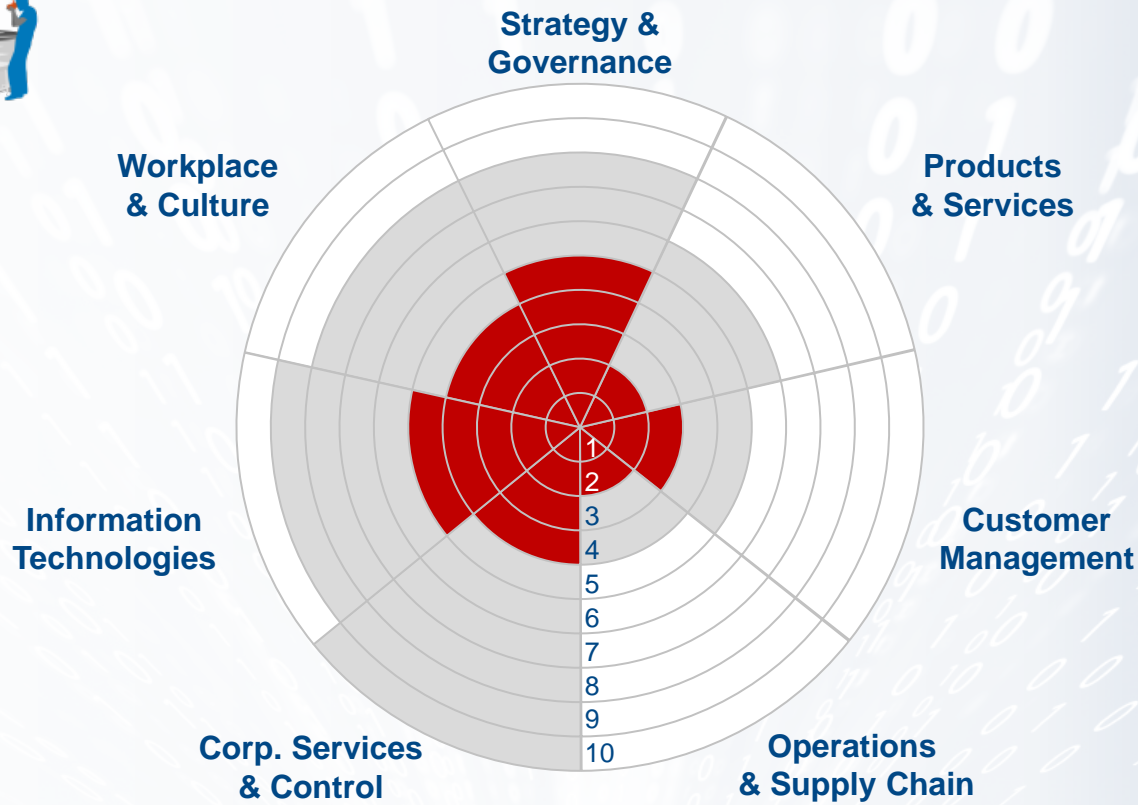 Strategy &
Governance
Workplace
& Culture
Products
& Services
1
2
3
4
5
6
7
8
9
10
Information
Technologies
Customer
Management
Corp. Services
& Control
Operations
& Supply Chain